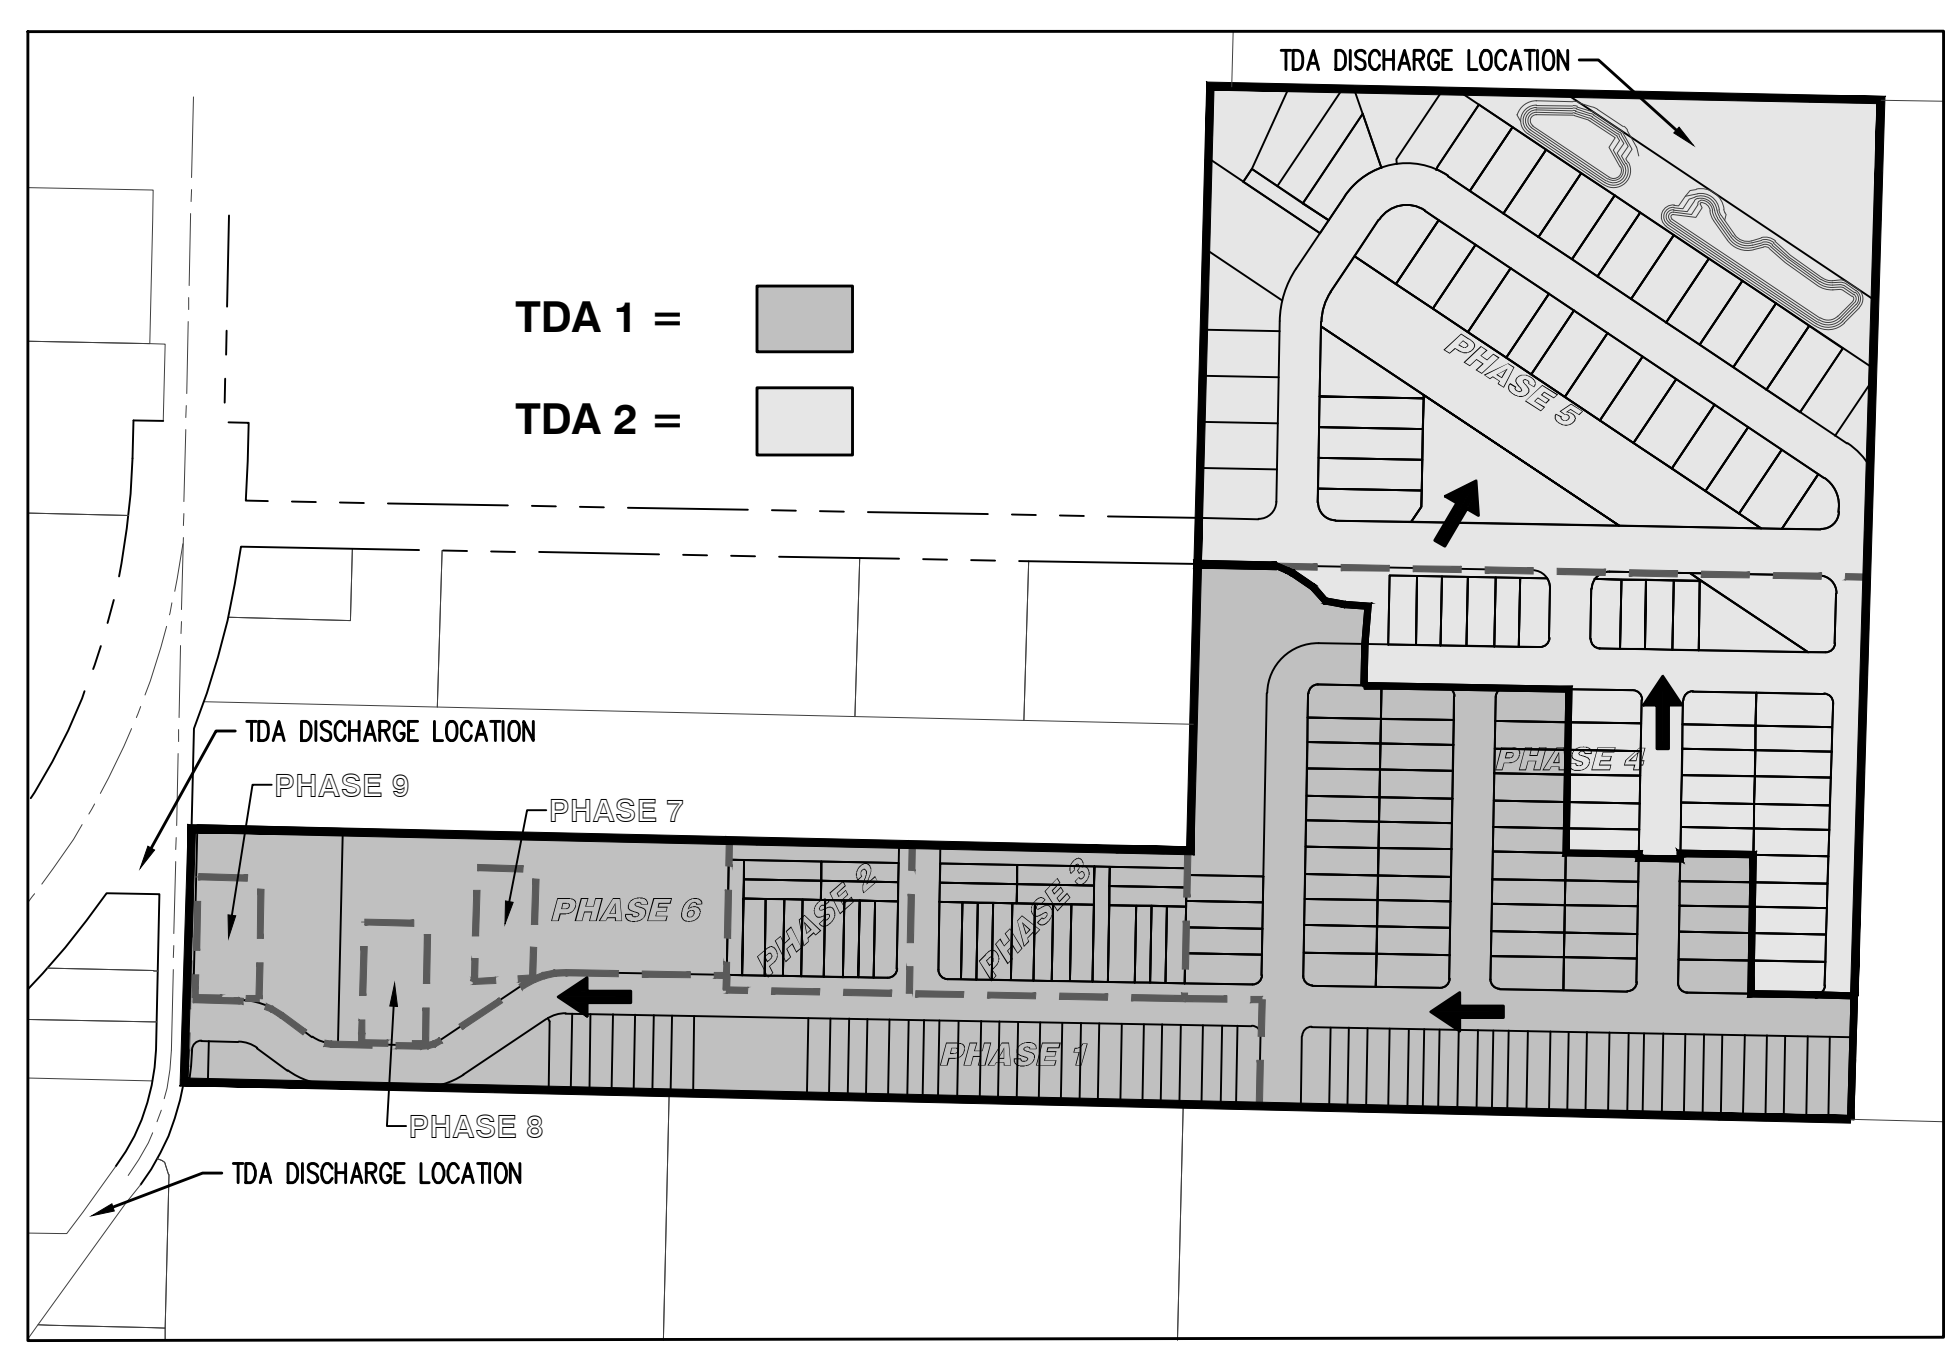 TDA DISCHARGE LOCATION
TDA 1 =
TDA 2 =
PHASE 5
TDA DISCHARGE LOCATION
PHASE 9
PHASE 7
PHASE 4
PHASE 6
PHASE 2
PHASE 3
PHASE 1
PHASE 8
TDA DISCHARGE LOCATION